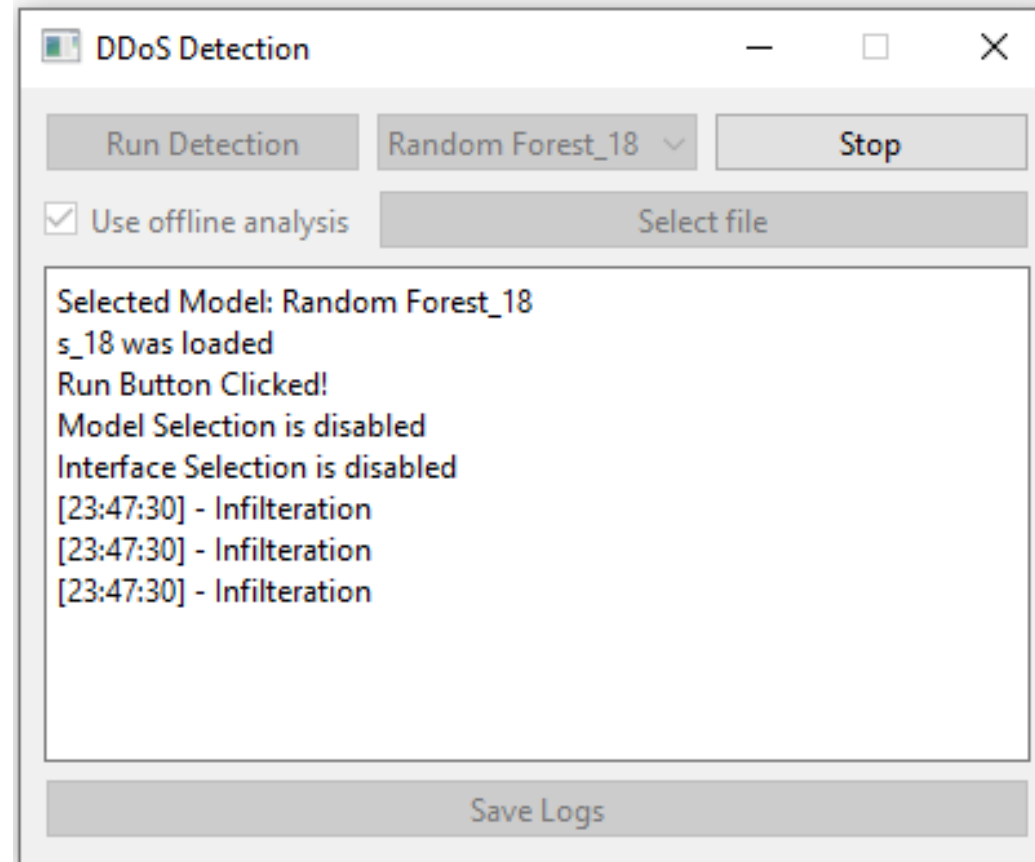 DDoS Detection
Run Detection Random Forest_18 Stop
Use offline analysis Select file
Selected Model: Random Forest_18
s_18 was loaded
Run Button Clicked!
Model Selection is disabled
Interface Selection is disabled
[23:47:30] - Infilteration
[23:47:30] - Infilteration
[23:47:30] - Infilteration
Save Logs